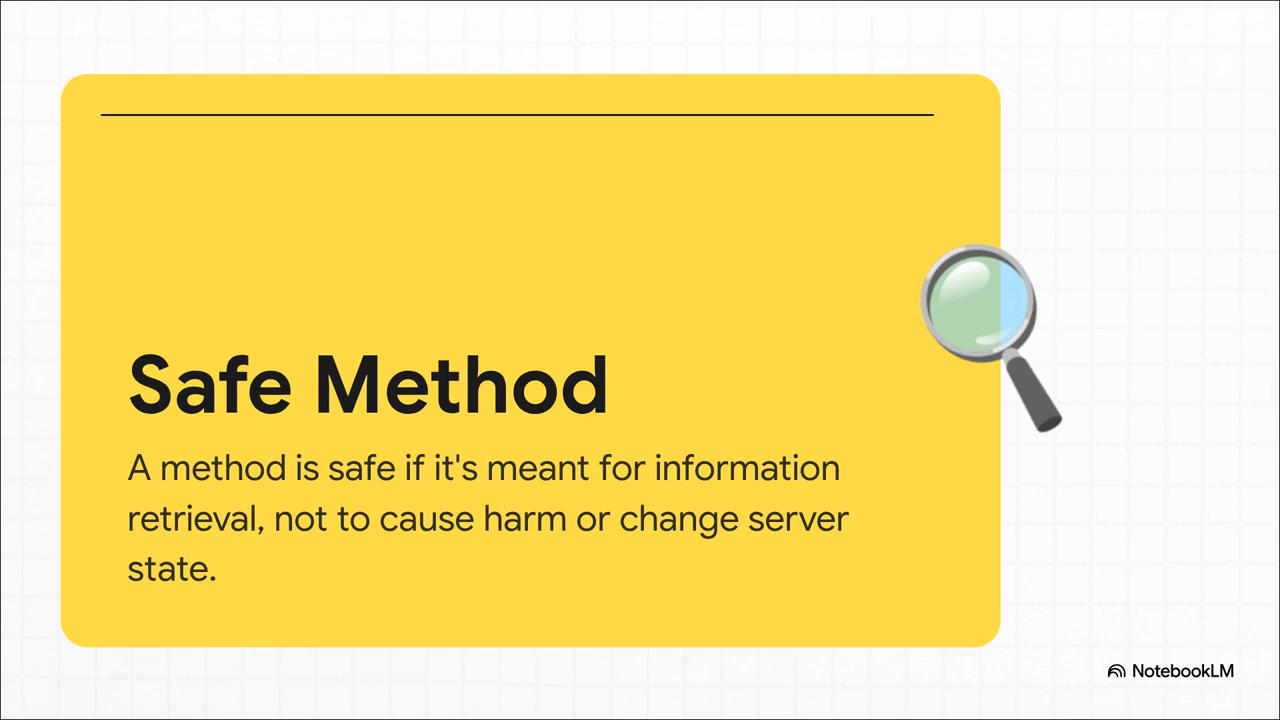 Safe Method
A method is safe if it's meant for information
retrieval, not to cause harm or change server
state.
NotebookLM